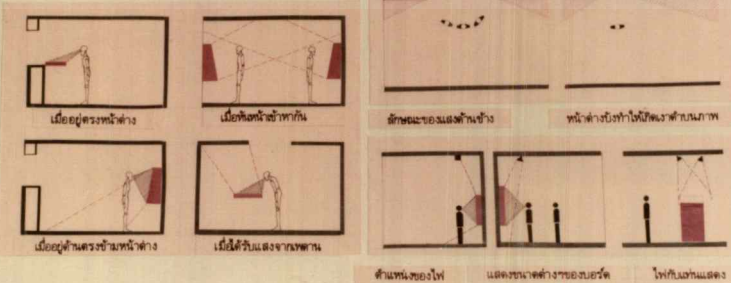 เมื่ออยู่ตรงหน้าต่าง
เมื่อหันหน้าเข้าหากัน
เมื่ออยู่ด้านตรงข้ามหน้าต่าง
เมื่อได้รับแสงจากเพดาน
ลักษณะของแสงด้านข้าง
หน้าต่างบังทำให้เกิดเงาดำบนภาพ
ตำแหน่งของไฟ
แสดงขนาดต่างๆของบอร์ด
ไฟกับแท่นแสดง